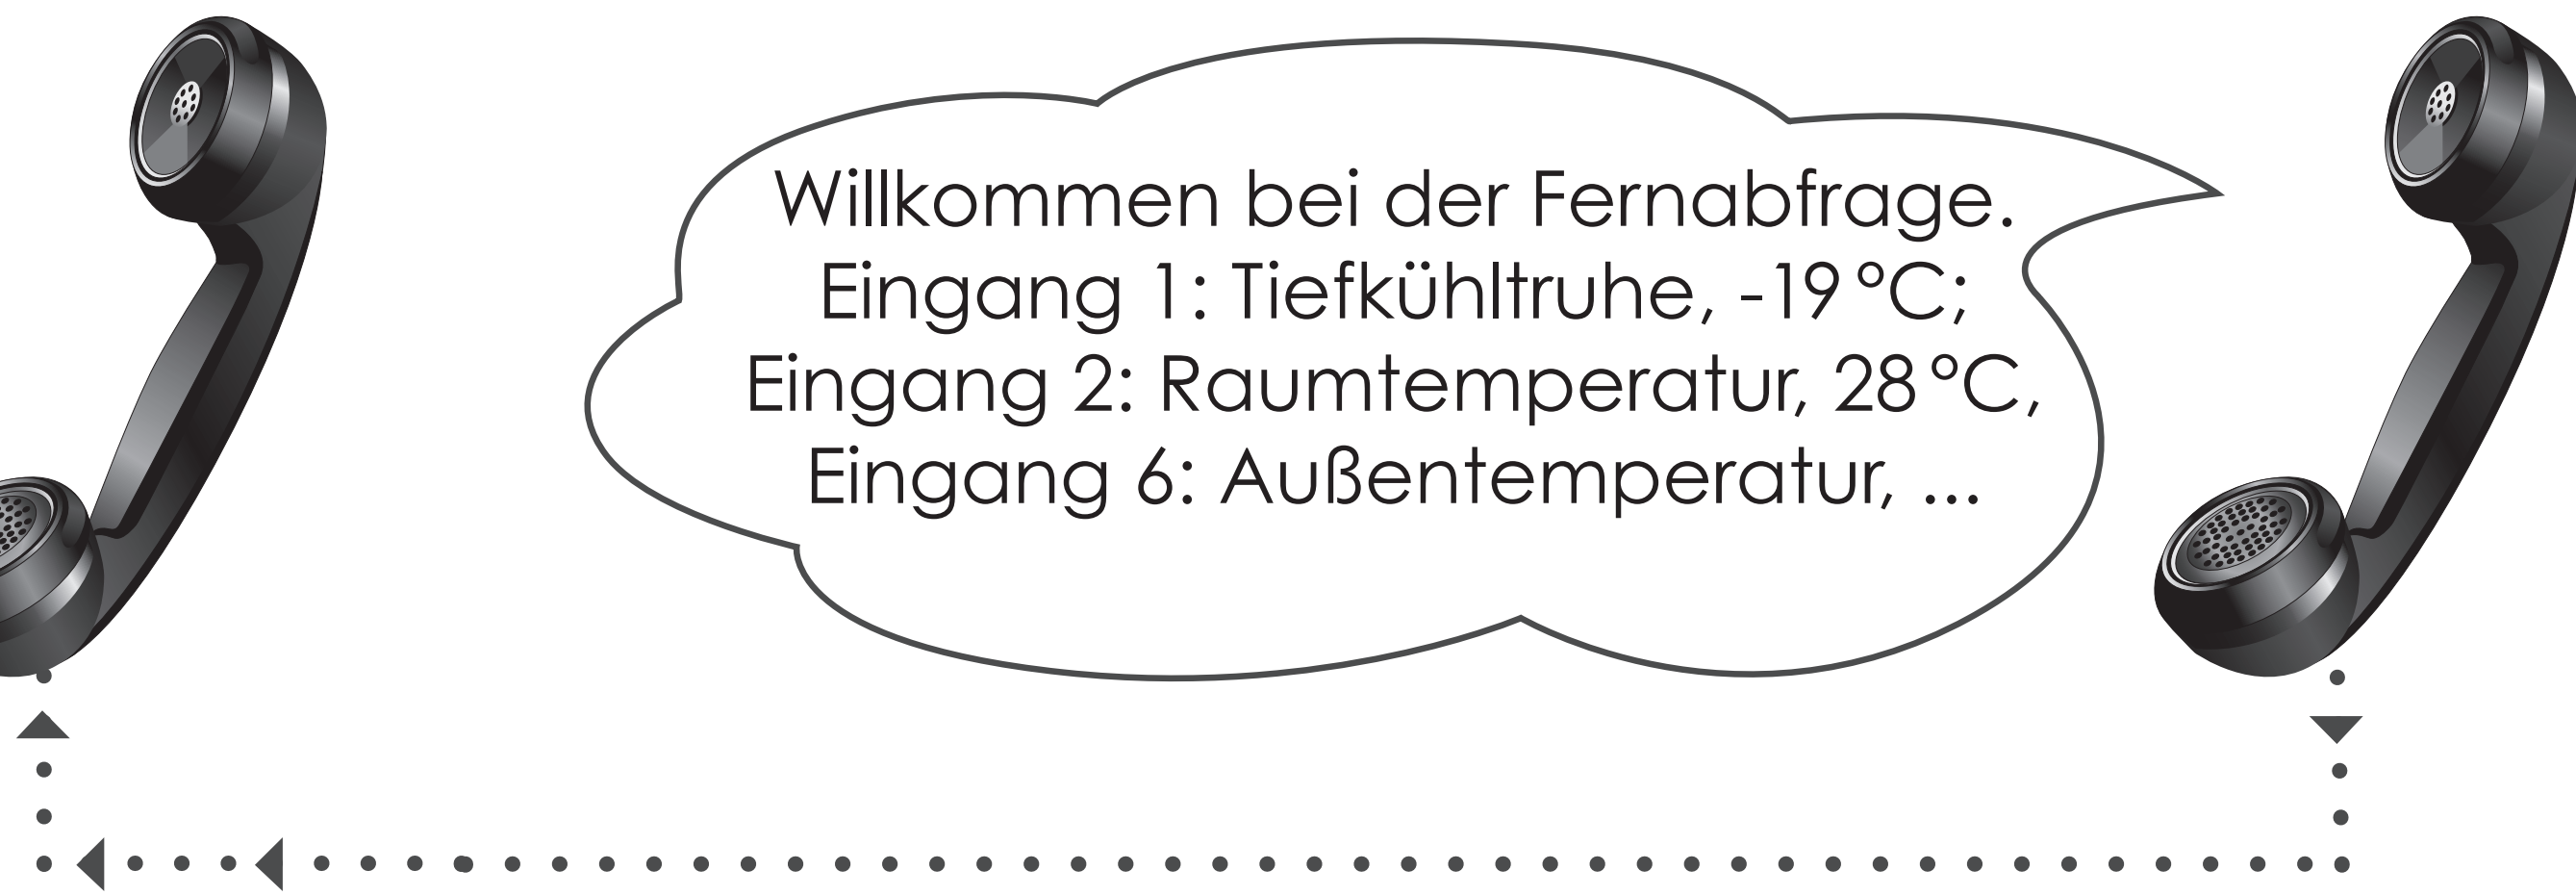 Willkommen bei der Fernabfrage.
Eingang 1: Tiefkühltruhe, -19 °C;
Eingang 2: Raumtemperatur, 28 °C,
Eingang 6: Außentemperatur, ...